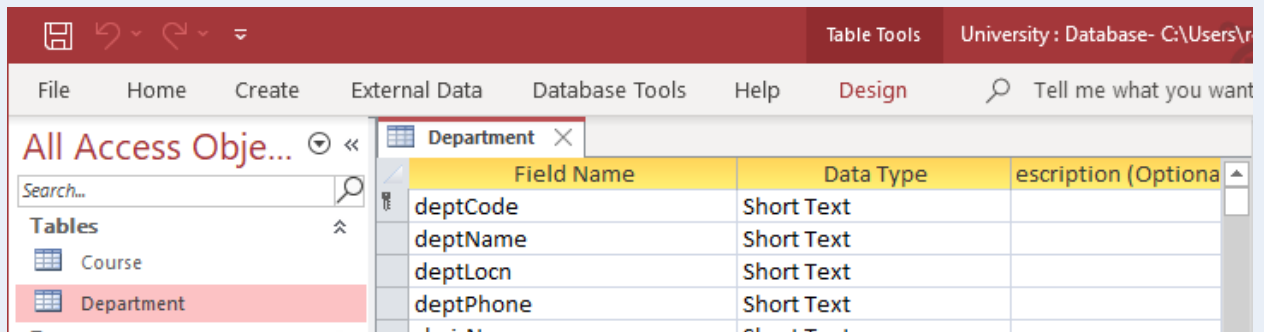 Table Tools University : Database- C:\Users\r
File Home Create External Data Database Tools Help Design Tell me what you want
All Access Obje...
Search...
Tables
Course
Department
Department
Field Name Data Type escription (Optiona
deptCode Short Text
deptName Short Text
deptLocn Short Text
deptPhone Short Text